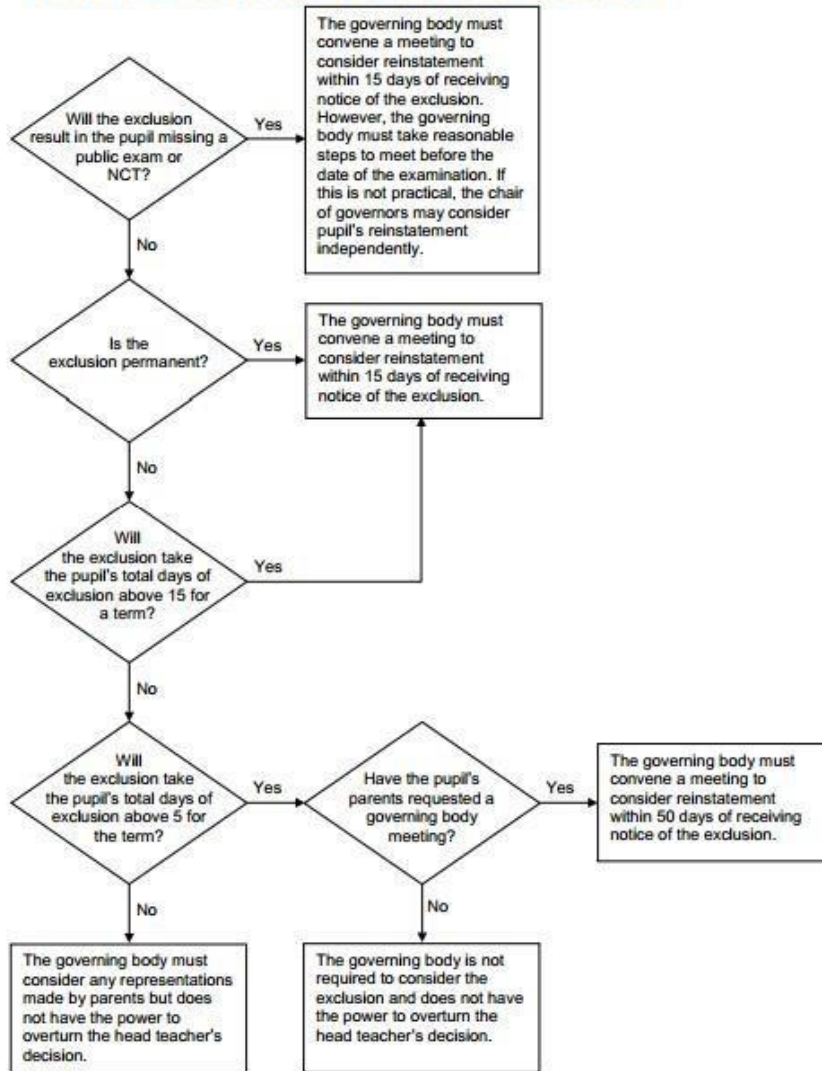 The governing body must
convene a meeting to
consider reinstatement
within 15 days of receiving
notice of the exclusion.
However, the governing
body must take reasonable
steps to meet before the
date of the examination. If
this is not practical, the chair
of governors may consider
pupil's reinstatement
independently.
Will the exclusion
result in the pupil missing a
public exam or
NCT?
Yes
No
Is the
exclusion permanent?
Yes
The governing body must
convene a meeting to
consider reinstatement
within 15 days of receiving
notice of the exclusion.
No
Will
the exclusion take
the pupil's total days of
exclusion above 15 for
a term?
Yes
No
Will
the exclusion take
the pupil's total days of
exclusion above 5 for
the term?
Yes
Have the pupil's
parents requested a
governing body
meeting?
Yes
The governing body must
convene a meeting to
consider reinstatement
within 50 days of receiving
notice of the exclusion.
No
No
The governing body must
consider any representations
made by parents but does
not have the power to
overturn the head teacher's
decision.
The governing body is not
required to consider the
exclusion and does not have
the power to overturn the
head teacher's decision.